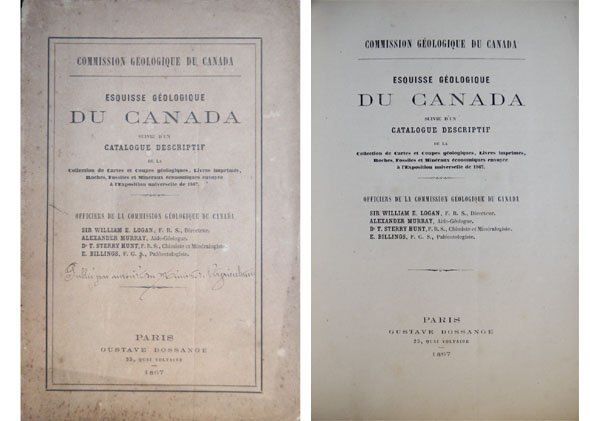 COMMISSION GÉOLOGIQUE DU CANADA
ESQUISSE GÉOLOGIQUE
DU CANADA
SUIVIE D'UN
CATALOGUE DESCRIPTIF
DE LA
Collection de Cartes et Coupes géologiques, Livres imprimés,
Roches, Fossiles et Minéraux économiques envoyée
à l'Exposition universelle de 1867.
OFFICIERS DE LA COMMISSION GÉOLOGIQUE DU CANADA
SIR WILLIAM E. LOGAN, F. R. S., Directeur.
ALEXANDER MURRAY, Aide-Géologue.
Dr T. STERRY HUNT, F. R. S., Chimiste et Minéralogiste.
E. BILLINGS, F. G. S., Paléontologiste.
Publié par autorité du
PARIS
GUSTAVE BOSSANGE
25, QUAI VOLTAIRE
1867
COMMISSION GÉOLOGIQUE DU CANADA
ESQUISSE GÉOLOGIQUE
DU CANADA
SUIVIE D'UN
CATALOGUE DESCRIPTIF
DE LA
Collection de Cartes et Coupes géologiques, Livres imprimés,
Roches, Fossiles et Minéraux économiques envoyée
à l'Exposition universelle de 1867.
OFFICIERS DE LA COMMISSION GÉOLOGIQUE DU CANADA
SIR WILLIAM E. LOGAN, F. R. S., Directeur.
ALEXANDER MURRAY, Aide-Géologue.
Dr T. STERRY HUNT, F. R. S., Chimiste et Minéralogiste.
E. BILLINGS, F. G. S., Paléontologiste.
PARIS
GUSTAVE BOSSANGE
25, QUAI VOLTAIRE
1867